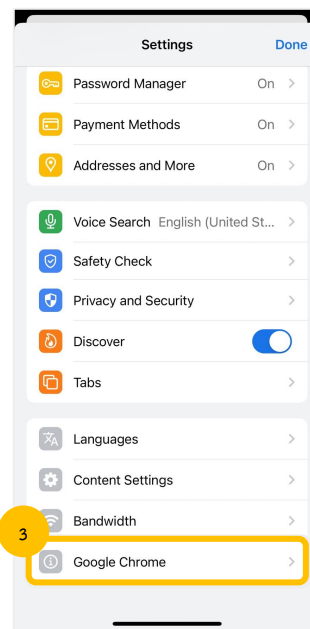 Settings Done
Password Manager On
Payment Methods On
Addresses and More On
Voice Search English (United St...
Safety Check
Privacy and Security
Discover
Tabs
Languages
Content Settings
Bandwidth
3
Google Chrome